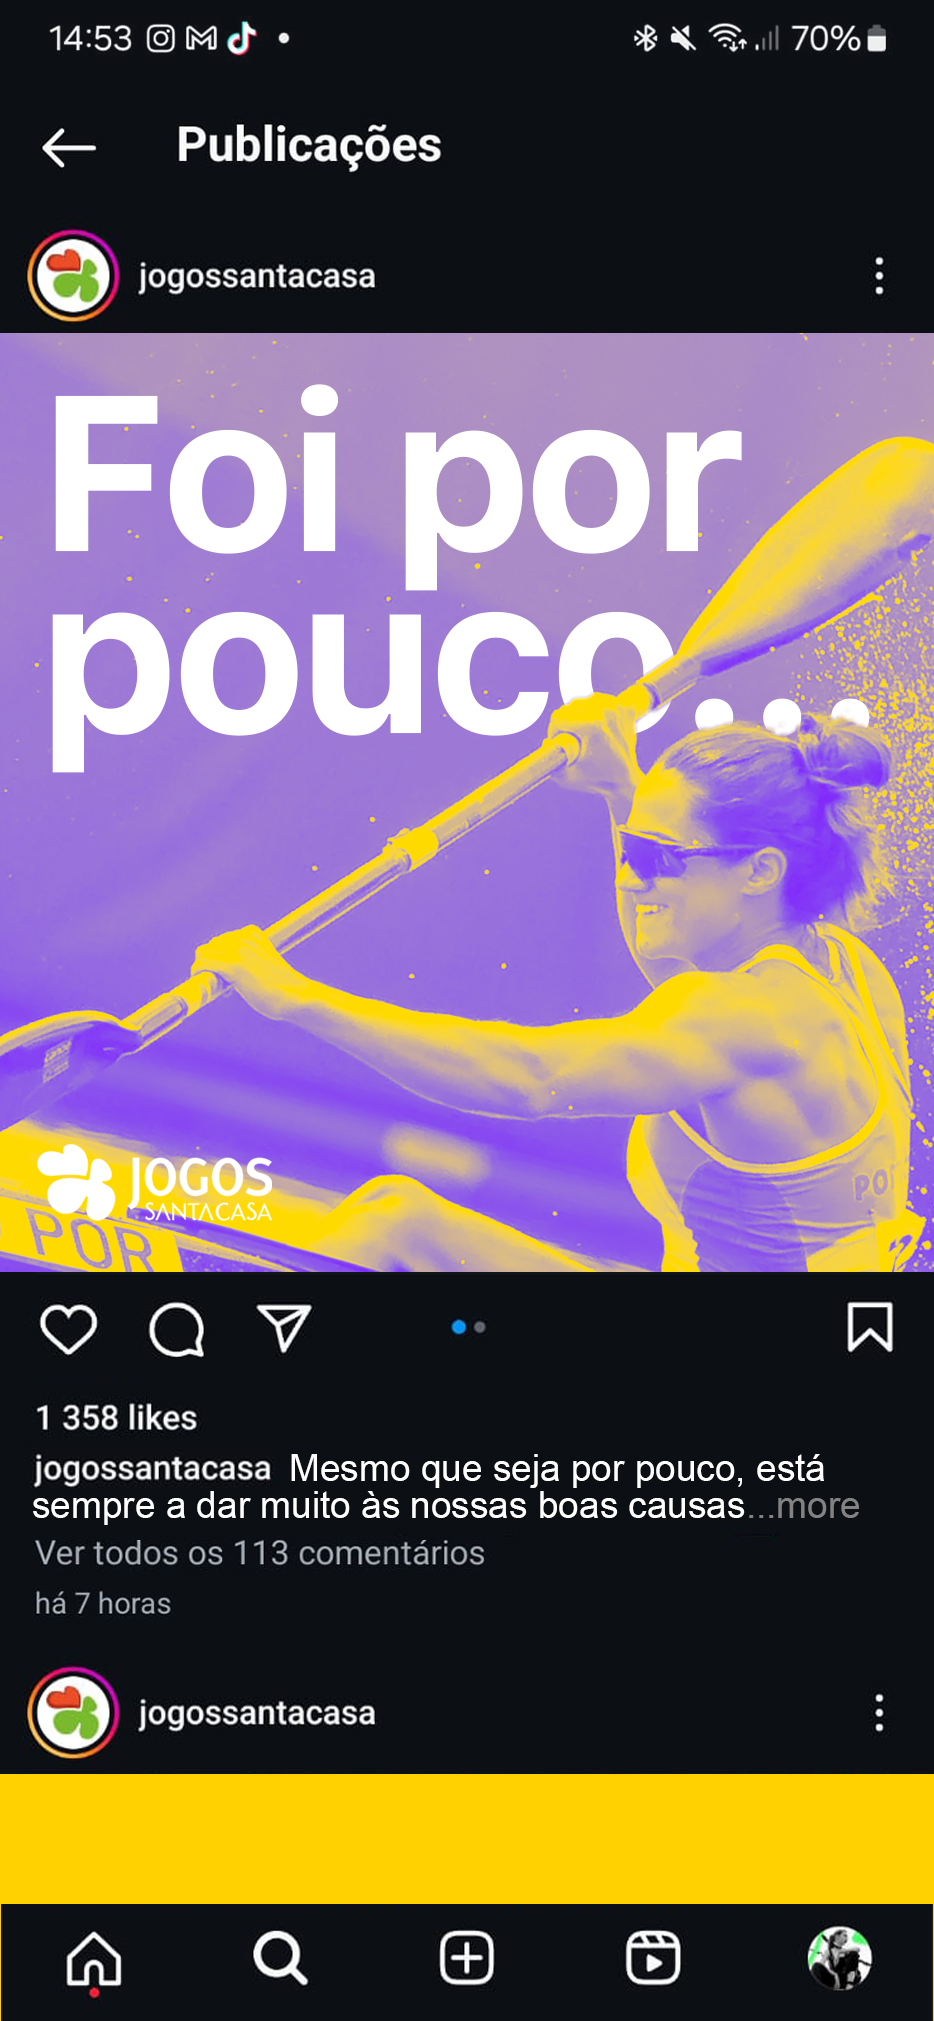 14:53
70%
Publicações
jogossantacasa
Foi por
pouco...
JOGOS
SANTACASA
POR
1 358 likes
jogossantacasa Mesmo que seja por pouco, está
sempre a dar muito às nossas boas causas...more
Ver todos os 113 comentários
há 7 horas
jogossantacasa